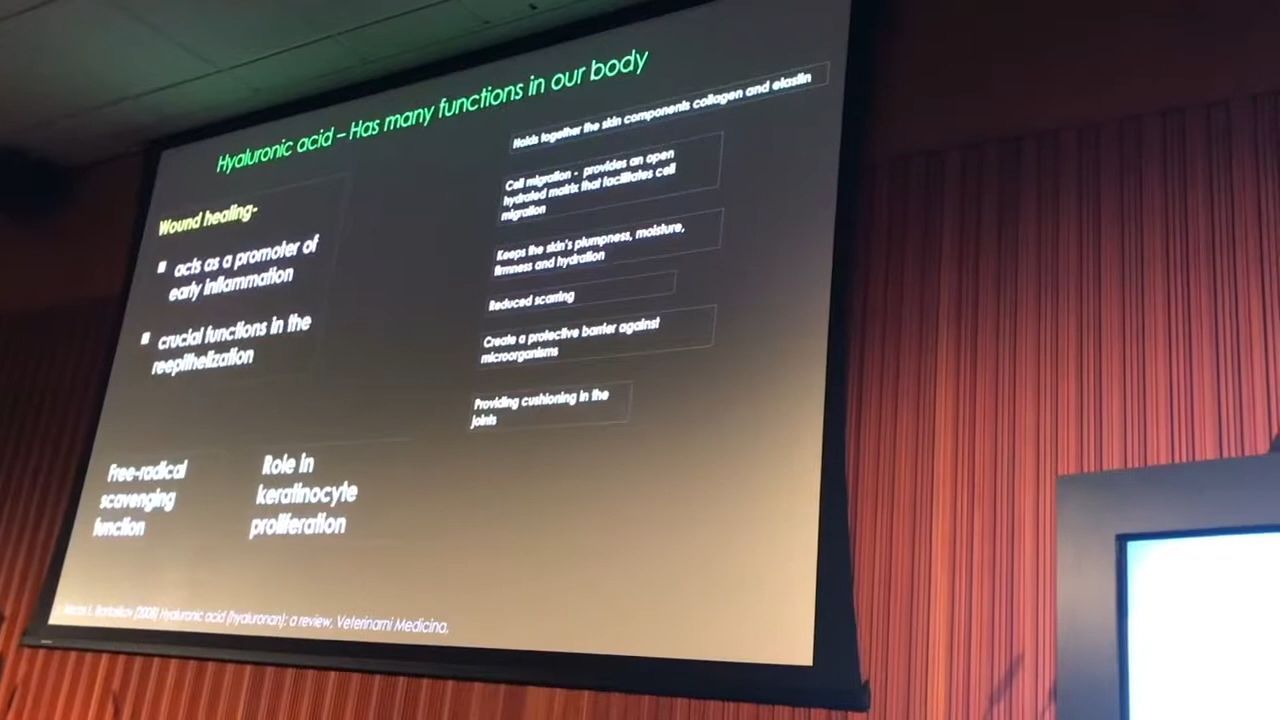 Hyaluronic acid – Has many functions in our body
Wound healing-
acts as a promoter of
early inflammation
crucial functions in the
reepithelization
Free-radical
scavenging
function
Role in
keratinocyte
proliferation
Holds together the skin components collagen and elastin
Cell migration - provides an open
hydrated matrix that facilitates cell
migration
Keeps the skin's plumpness, moisture,
firmness and hydration
Reduced scarring
Create a protective barrier against
microorganisms
Providing cushioning in the
joints
(2008) Hyaluronic acid (hyaluronan): a review, Veterinarni Medicina,